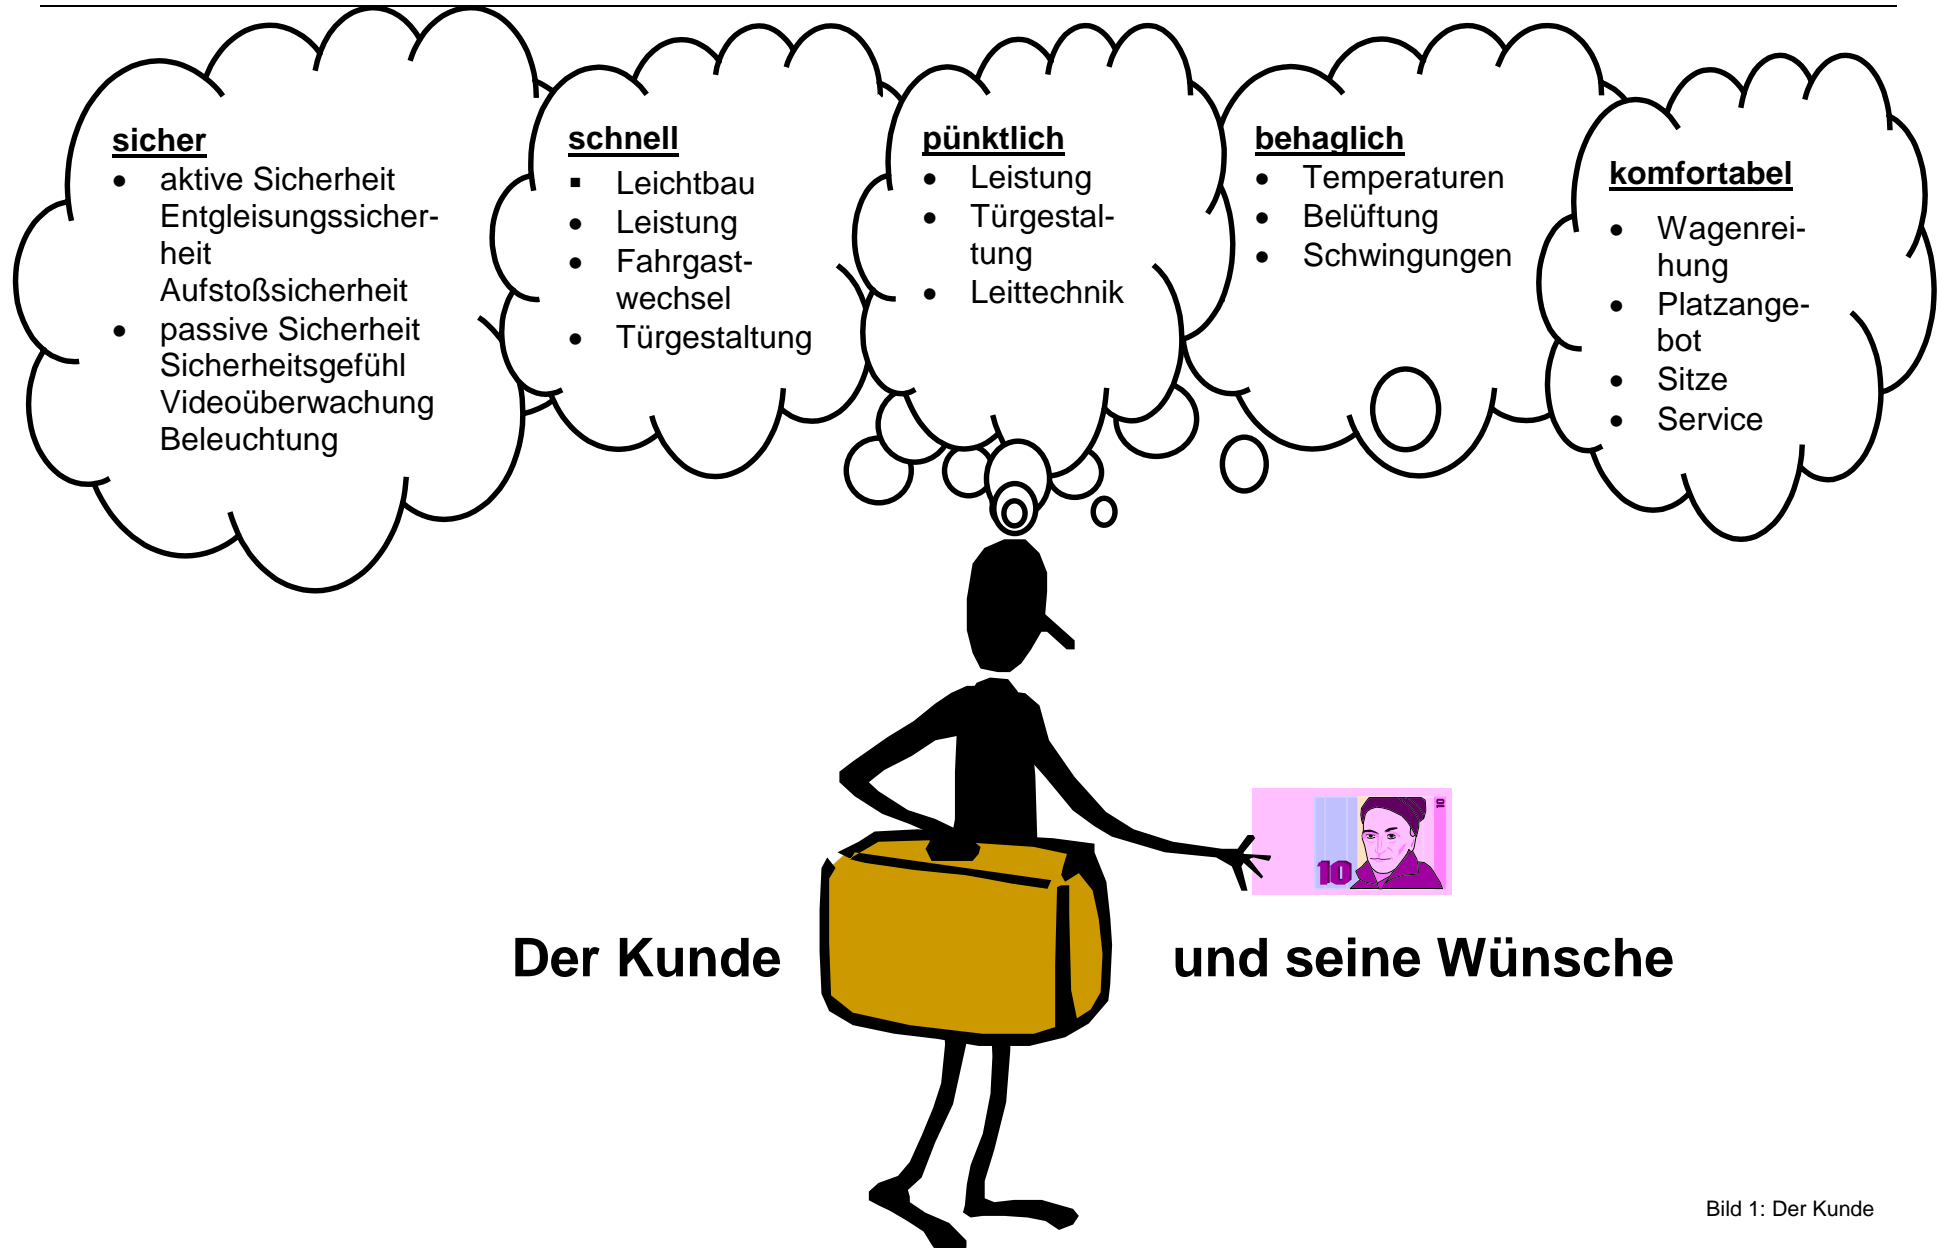 sicher
• aktive Sicherheit
Entgleisungssicher-
heit
Aufstoßsicherheit
• passive Sicherheit
Sicherheitsgefühl
Videoüberwachung
Beleuchtung
schnell
▪ Leichtbau
• Leistung
• Fahrgast-
wechsel
• Türgestaltung
pünktlich
• Leistung
• Türgestal-
tung
• Leittechnik
behaglich
• Temperaturen
• Belüftung
• Schwingungen
komfortabel
• Wagenrei-
hung
• Platzange-
bot
• Sitze
• Service
10
10
Der Kunde und seine Wünsche
Bild 1: Der Kunde